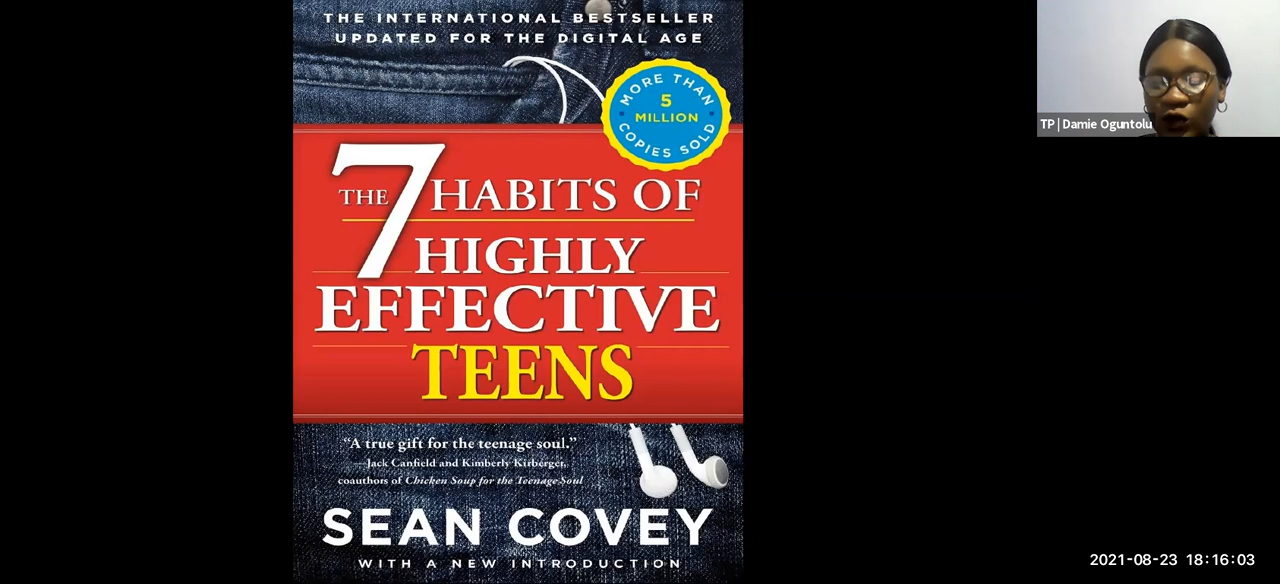 THE INTERNATIONAL BESTSELLER
UPDATED FOR THE DIGITAL AGE
MORE THAN
5
MILLION
COPIES SOLD
THE 7 HABITS OF
HIGHLY
EFFECTIVE
TEENS
“A true gift for the teenage soul.”
—Jack Canfield and Kimberly Kirberger,
coauthors of Chicken Soup for the Teenage Soul
SEAN COVEY
WITH A NEW INTRODUCTION
TP | Damie Oguntolu
2021-08-23 18:16:03